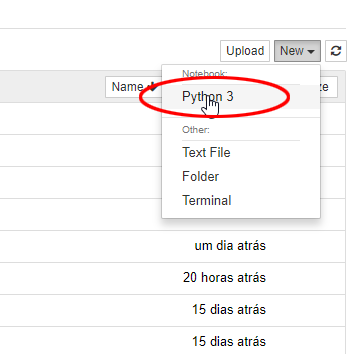 Upload New
Notebook:
Name ze
Python 3
Other:
Text File
Folder
Terminal
um dia atrás
20 horas atrás
15 dias atrás
15 dias atrás